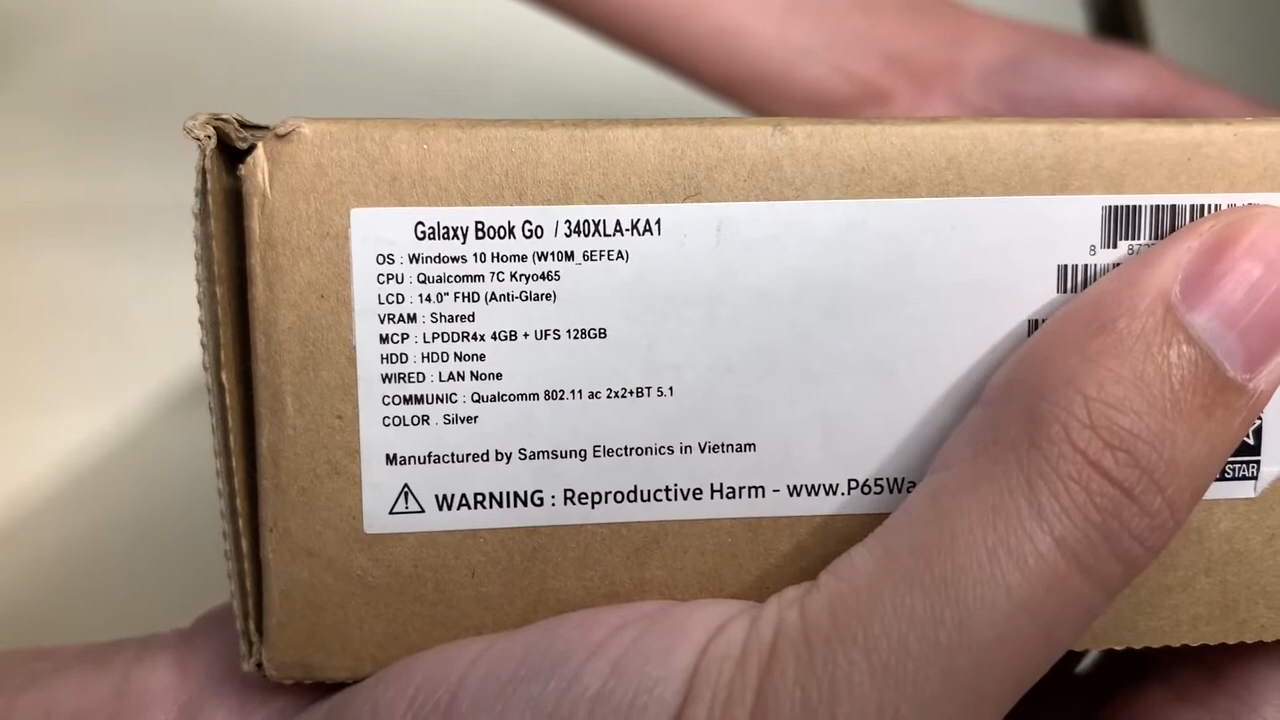 Galaxy Book Go / 340XLA-KA1
OS : Windows 10 Home (W10M_6EFEA)
CPU : Qualcomm 7C Kryo465
LCD : 14.0" FHD (Anti-Glare)
VRAM : Shared
MCP : LPDDR4x 4GB + UFS 128GB
HDD : HDD None
WIRED : LAN None
COMMUNIC : Qualcomm 802.11 ac 2x2+BT 5.1
COLOR . Silver
Manufactured by Samsung Electronics in Vietnam
WARNING : Reproductive Harm - www.P65Wa
8
STAR